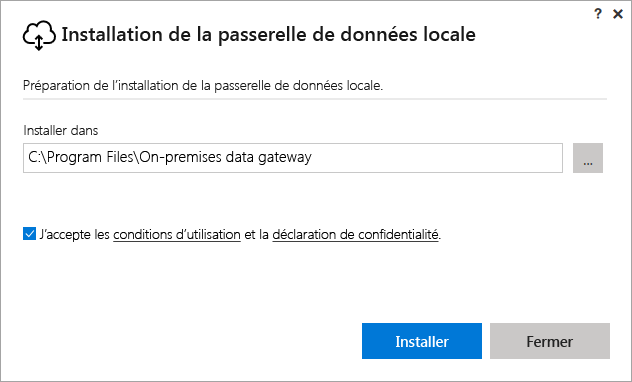 ? ×
Installation de la passerelle de données locale
Préparation de l’installation de la passerelle de données locale.
Installer dans
C:\Program Files\On-premises data gateway
...
J’accepte les conditions d’utilisation et la déclaration de confidentialité.
Installer Fermer